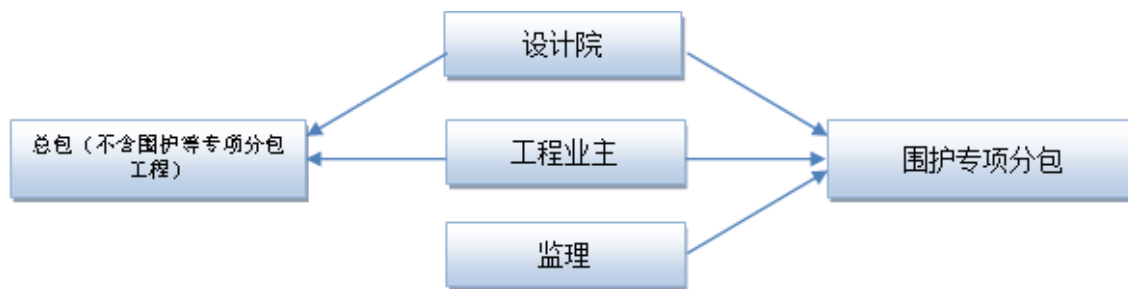 设计院
总包（不含围护等专项分包
工程）
工程业主
围护专项分包
监理